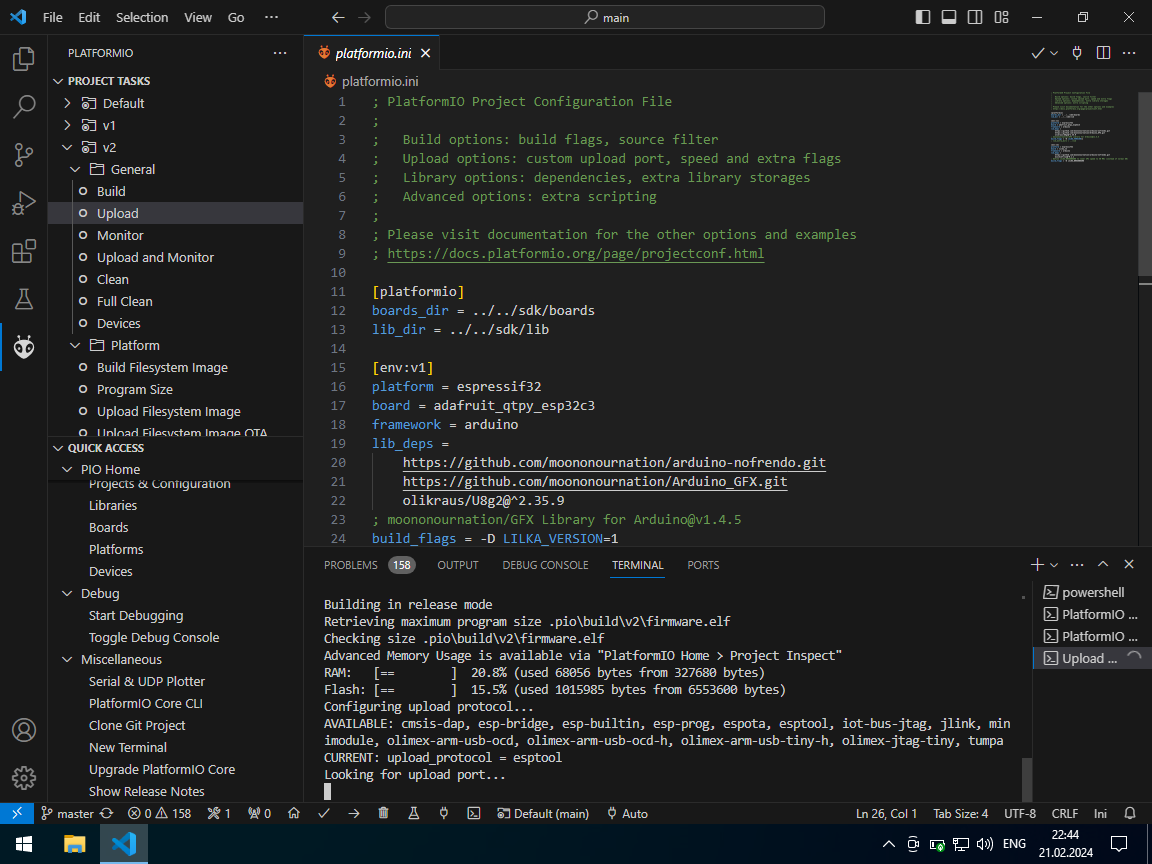 File Edit Selection View Go ···
main
PLATFORMIO
PROJECT TASKS
Default
v1
v2
General
Build
Upload
Monitor
Upload and Monitor
Clean
Full Clean
Devices
Platform
Build Filesystem Image
Program Size
Upload Filesystem Image
Upload Filesystem Image OTA
QUICK ACCESS
PIO Home
Projects & Configuration
Libraries
Boards
Platforms
Devices
Debug
Start Debugging
Toggle Debug Console
Miscellaneous
Serial & UDP Plotter
PlatformIO Core CLI
Clone Git Project
New Terminal
Upgrade PlatformIO Core
Show Release Notes
platformio.ini
platformio.ini
1 ; PlatformIO Project Configuration File
2 ;
3 ;   Build options: build flags, source filter
4 ;   Upload options: custom upload port, speed and extra flags
5 ;   Library options: dependencies, extra library storages
6 ;   Advanced options: extra scripting
7 ;
8 ; Please visit documentation for the other options and examples
9 ; https://docs.platformio.org/page/projectconf.html
10
11 [platformio]
12 boards_dir = ../../sdk/boards
13 lib_dir = ../../sdk/lib
14
15 [env:v1]
16 platform = espressif32
17 board = adafruit_qtpy_esp32c3
18 framework = arduino
19 lib_deps =
20     https://github.com/moononournation/arduino-nofrendo.git
21     https://github.com/moononournation/Arduino_GFX.git
22     olikraus/U8g2@^2.35.9
23 ; moononournation/GFX Library for Arduino@v1.4.5
24 build_flags = -D LILKA_VERSION=1
PROBLEMS 158 OUTPUT DEBUG CONSOLE TERMINAL PORTS
Building in release mode
Retrieving maximum program size .pio\build\v2\firmware.elf
Checking size .pio\build\v2\firmware.elf
Advanced Memory Usage is available via "PlatformIO Home > Project Inspect"
RAM:   [==        ]  20.8% (used 68056 bytes from 327680 bytes)
Flash: [==        ]  15.5% (used 1015985 bytes from 6553600 bytes)
Configuring upload protocol...
AVAILABLE: cmsis-dap, esp-bridge, esp-builtin, esp-prog, espota, esptool, iot-bus-jtag, jlink, min
imodule, olimex-arm-usb-ocd, olimex-arm-usb-ocd-h, olimex-arm-usb-tiny-h, olimex-jtag-tiny, tumpa
CURRENT: upload_protocol = esptool
Looking for upload port...
powershell
PlatformIO ...
PlatformIO ...
Upload ...
master 0 158 1 0 Default (main) Auto Ln 26, Col 1 Tab Size: 4 UTF-8 CRLF Ini
ENG
22:44
21.02.2024